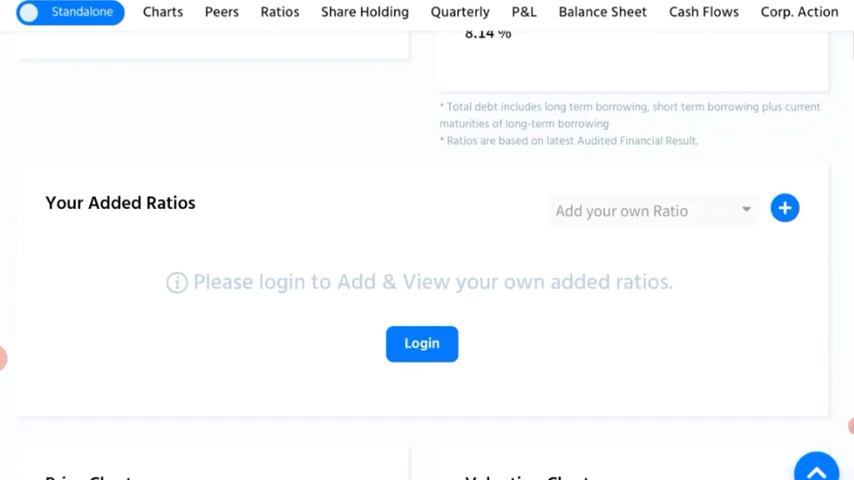 Standalone Charts Peers Ratios Share Holding Quarterly P&L Balance Sheet Cash Flows Corp. Action
8.14 %
* Total debt includes long term borrowing, short term borrowing plus current
maturities of long-term borrowing
* Ratios are based on latest Audited Financial Result.
Your Added Ratios
Add your own Ratio
Please login to Add & View your own added ratios.
Login
Price Chart